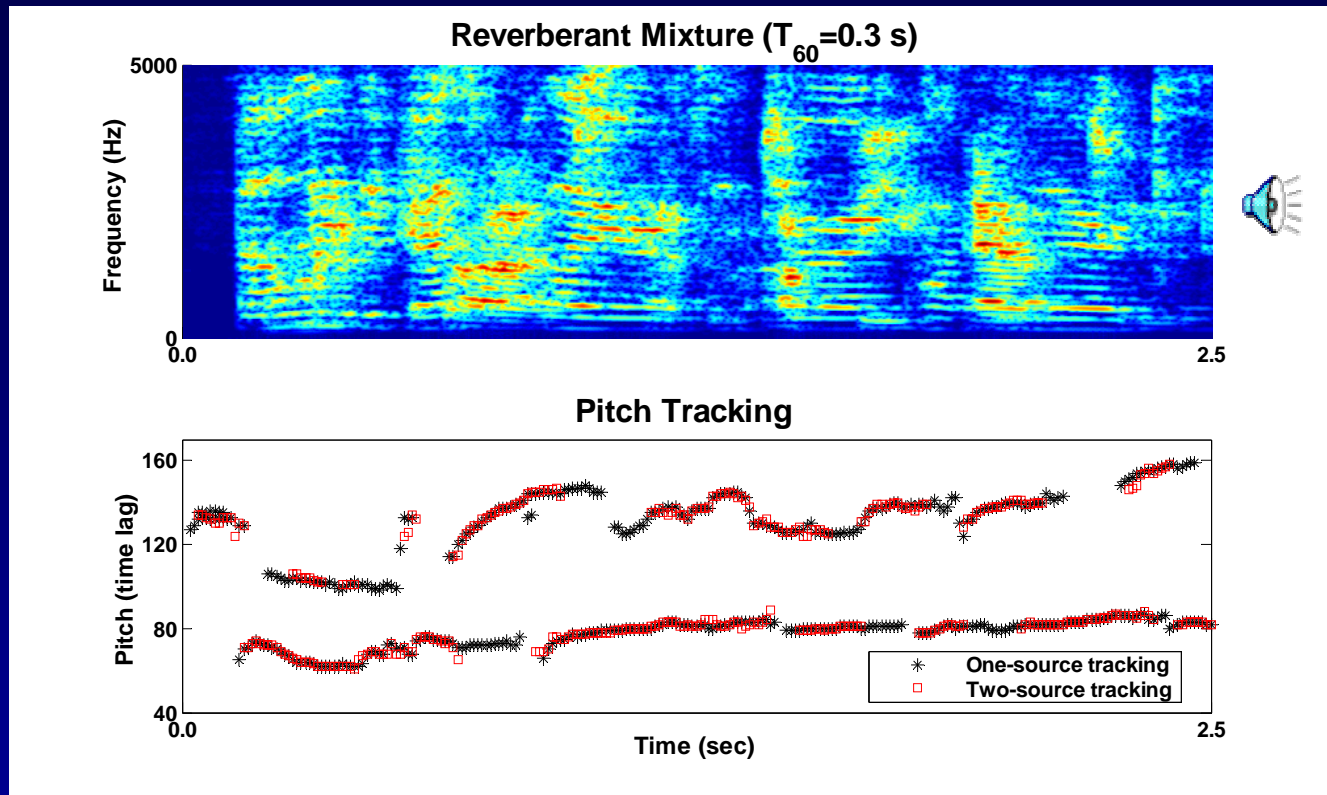 Reverberant Mixture (T60=0.3 s)
5000
Frequency (Hz)
0
0.0
2.5
Pitch Tracking
160
120
80
40
Pitch (time lag)
One-source tracking
Two-source tracking
0.0
2.5
Time (sec)